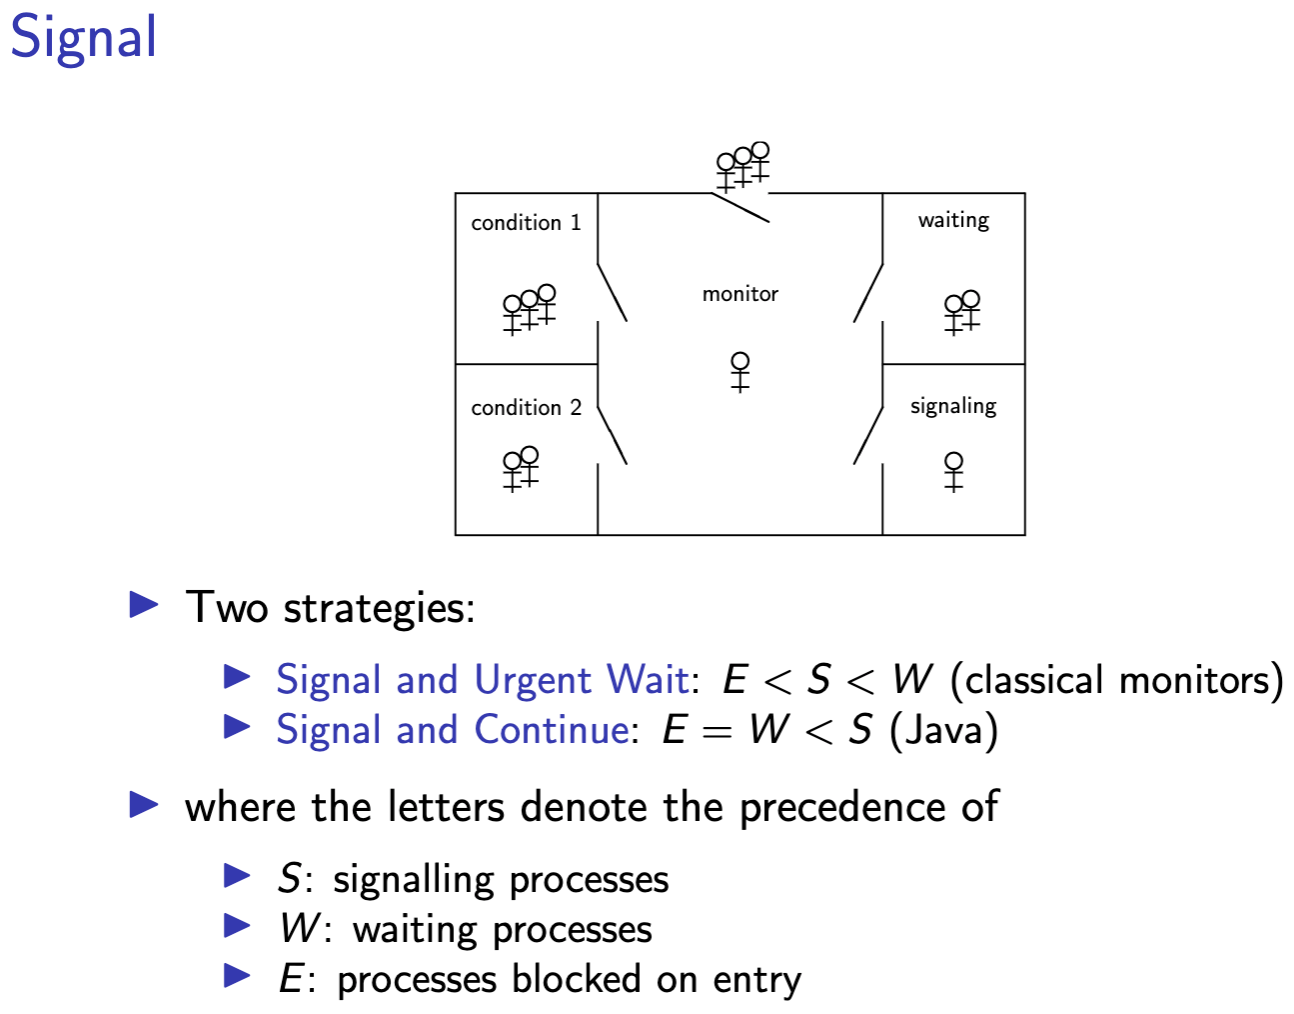 Signal
condition 1
waiting
monitor
condition 2
signaling
▶ Two strategies:
▶ Signal and Urgent Wait: E < S < W (classical monitors)
▶ Signal and Continue: E = W < S (Java)
▶ where the letters denote the precedence of
▶ S: signalling processes
▶ W: waiting processes
▶ E: processes blocked on entry